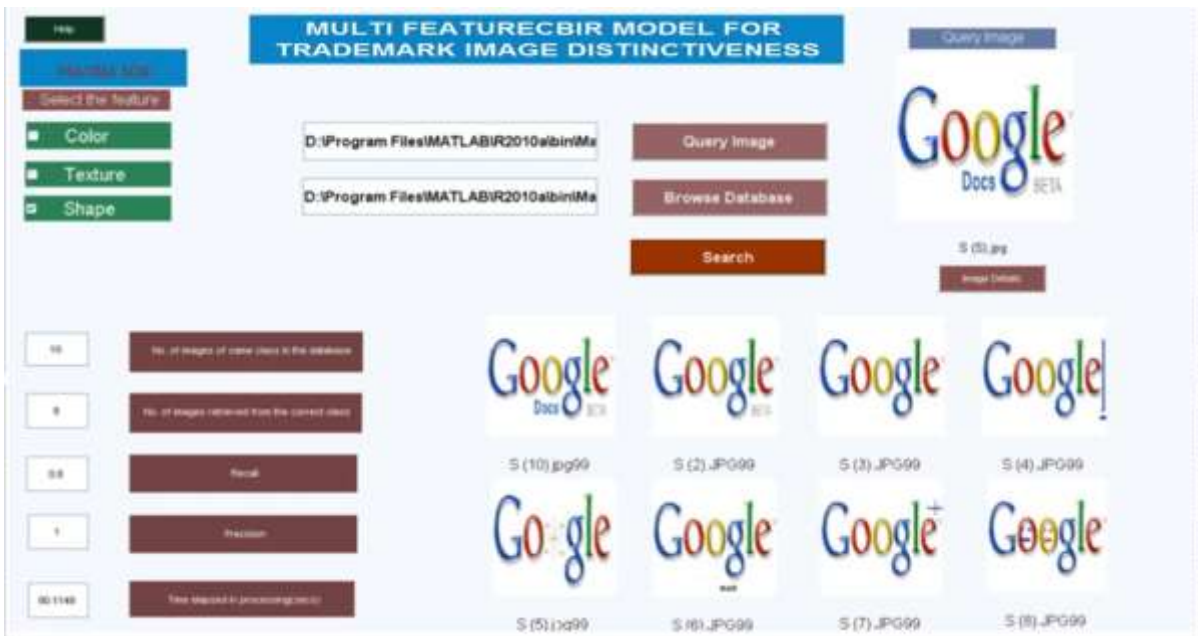 Help
MULTI FEATURECBIR MODEL FOR
TRADEMARK IMAGE DISTINCTIVENESS
Query Image
Select the feature
Color
Texture
Shape
D:\Program Files\MATLAB\R2010a\bin\Ma
Query Image
D:\Program Files\MATLAB\R2010a\bin\Ma
Browse Database
Search
Google
Docs BETA
S (5).jpg
Image Details
10
No. of images of same class in the database
No. of images retrieved from the correct class
Recall
1
Precision
Time elapsed in processing(secs)
Google
Docs BETA
Google
BETA
Google
Google!
S (10).jpg99
S (2).JPG99
S (3).JPG99
S (4).JPG99
Go gle
Google
Google+
Google
S (5).jpg99
S (6).JPG99
S (7).JPG99
S (8).JPG99